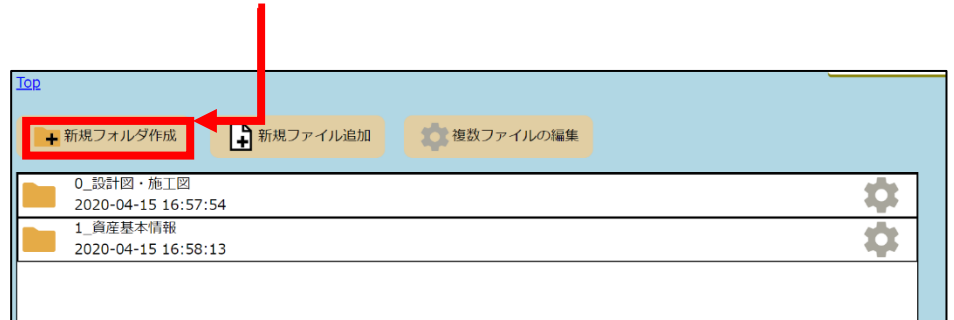 Top
新規フォルダ作成
新規ファイル追加
複数ファイルの編集
0_設計図・施工図
2020-04-15 16:57:54
1_資産基本情報
2020-04-15 16:58:13